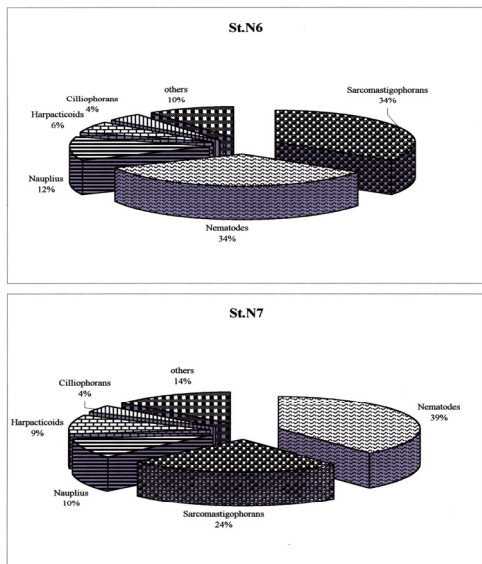 St.N6
others
10%
Cilliophorans
4%
Harpacticoids
6%
Nauplius
12%
Nematodes
34%
Sarcomastigophorans
34%
St.N7
others
14%
Cilliophorans
4%
Harpacticoids
9%
Nauplius
10%
Sarcomastigophorans
24%
Nematodes
39%